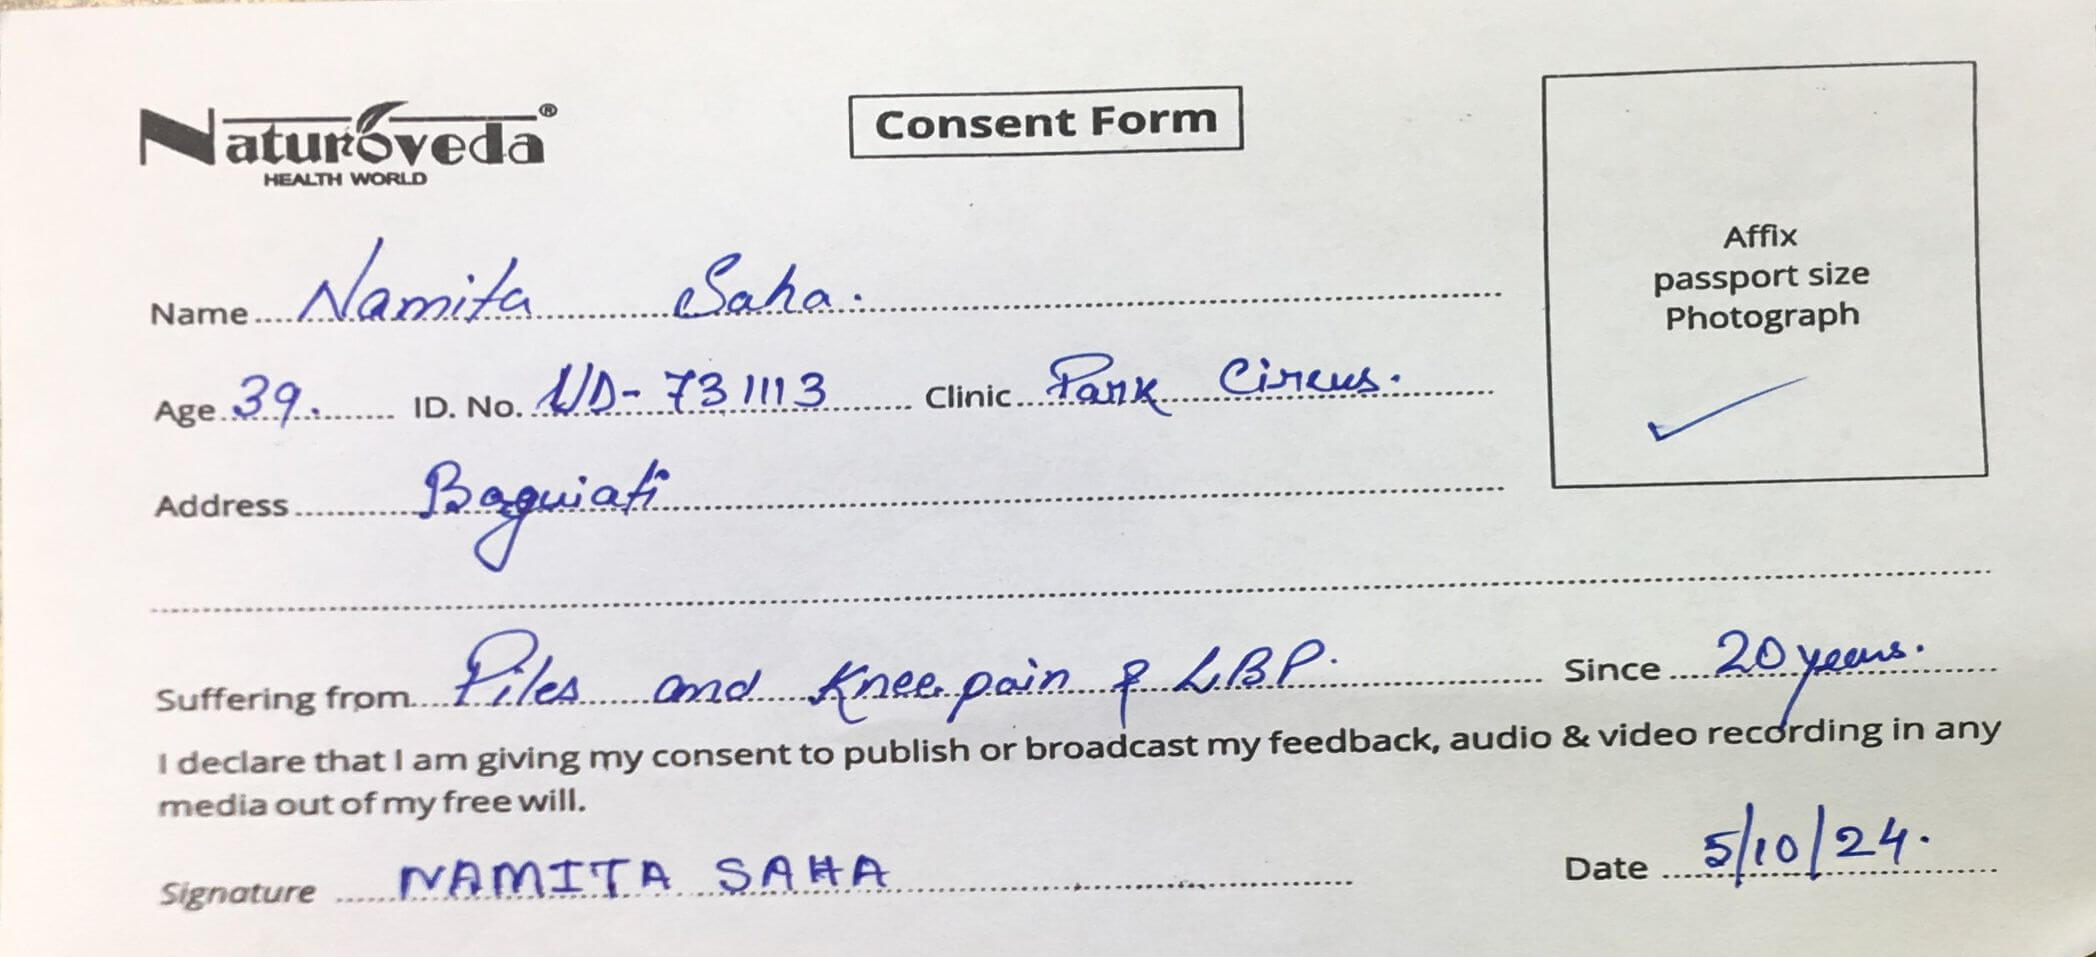 Naturoveda®
HEALTH WORLD
Consent Form
Affix
passport size
Photograph
Name Namita Saha.
Age 39. ID. No. ND-731113 Clinic Park Circus.
Address Baguiati
Suffering from Piles and Knee pain & LBP. Since 20 years.
I declare that I am giving my consent to publish or broadcast my feedback, audio & video recording in any
media out of my free will.
Signature NAMITA SAHA Date 5/10/24.